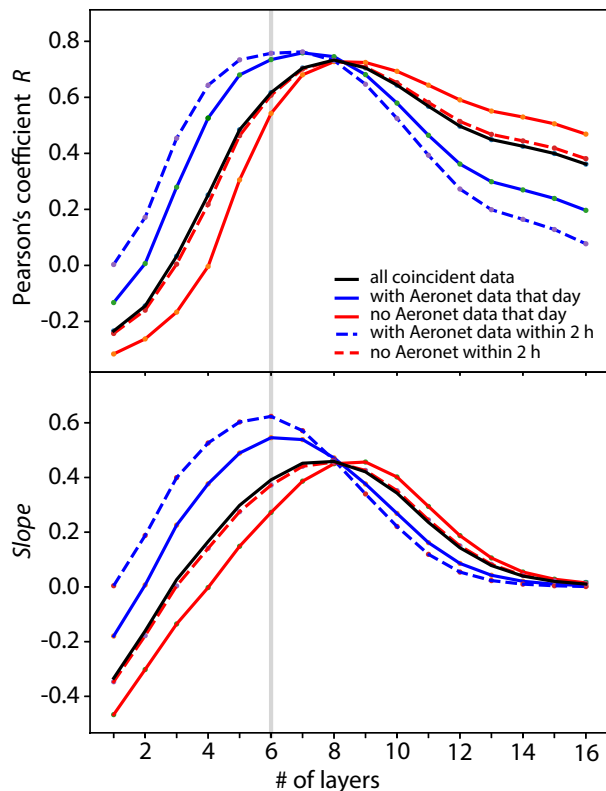 0.8
0.6
0.4
0.2
0.0
-0.2
Pearson's coefficient R
all coincident data
with Aeronet data that day
no Aeronet data that day
with Aeronet data within 2 h
no Aeronet within 2 h
0.6
0.4
0.2
0.0
-0.2
-0.4
Slope
2 4 6 8 10 12 14 16
# of layers